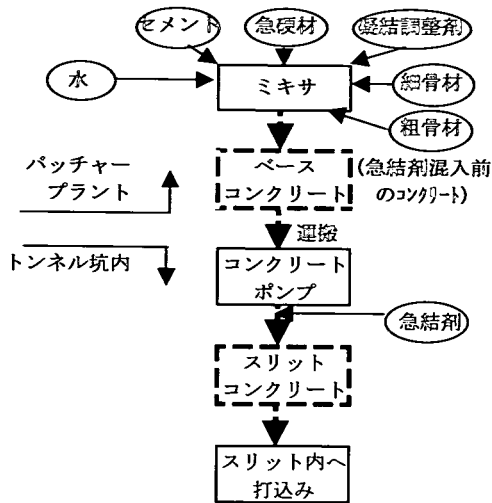 セメント
急硬材
凝結調整剤
水
ミキサ
細骨材
粗骨材
ベース
コンクリート
(急結剤混入前
のコンクリート)
バッチャー
プラント
運搬
トンネル坑内
コンクリート
ポンプ
急結剤
スリット
コンクリート
スリット内へ
打込み